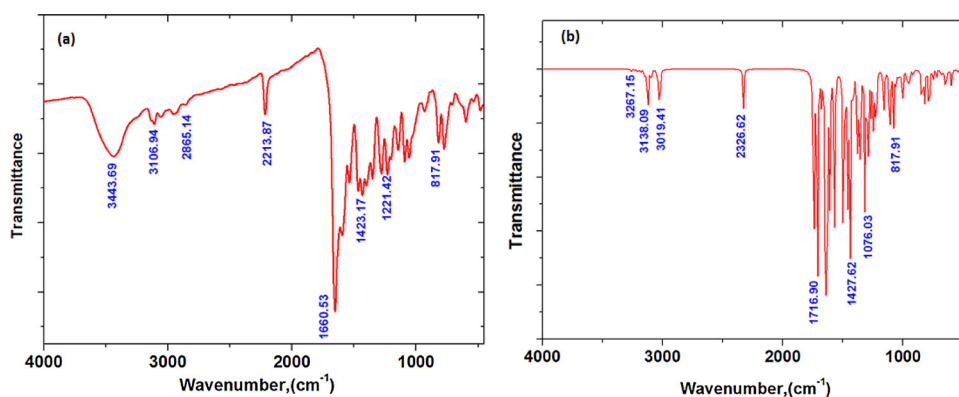 (a)
Transmittance
3443.69
3106.94
2865.14
2213.87
1660.53
1423.17
1221.42
817.91
4000 3000 2000 1000
Wavenumber,(cm⁻¹)
(b)
Transmittance
3267.15
3138.09
3019.41
2326.62
1716.90
1427.62
1076.03
817.91
4000 3000 2000 1000
Wavenumber,(cm⁻¹)